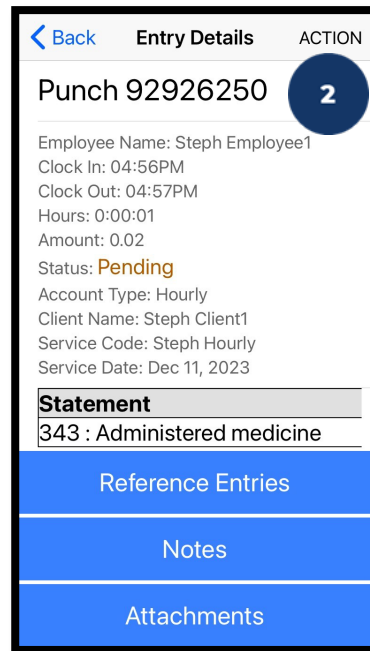 Back Entry Details ACTION
Punch 92926250
2
Employee Name: Steph Employee1
Clock In: 04:56PM
Clock Out: 04:57PM
Hours: 0:00:01
Amount: 0.02
Status: Pending
Account Type: Hourly
Client Name: Steph Client1
Service Code: Steph Hourly
Service Date: Dec 11, 2023
Statement
343 : Administered medicine
Reference Entries
Notes
Attachments